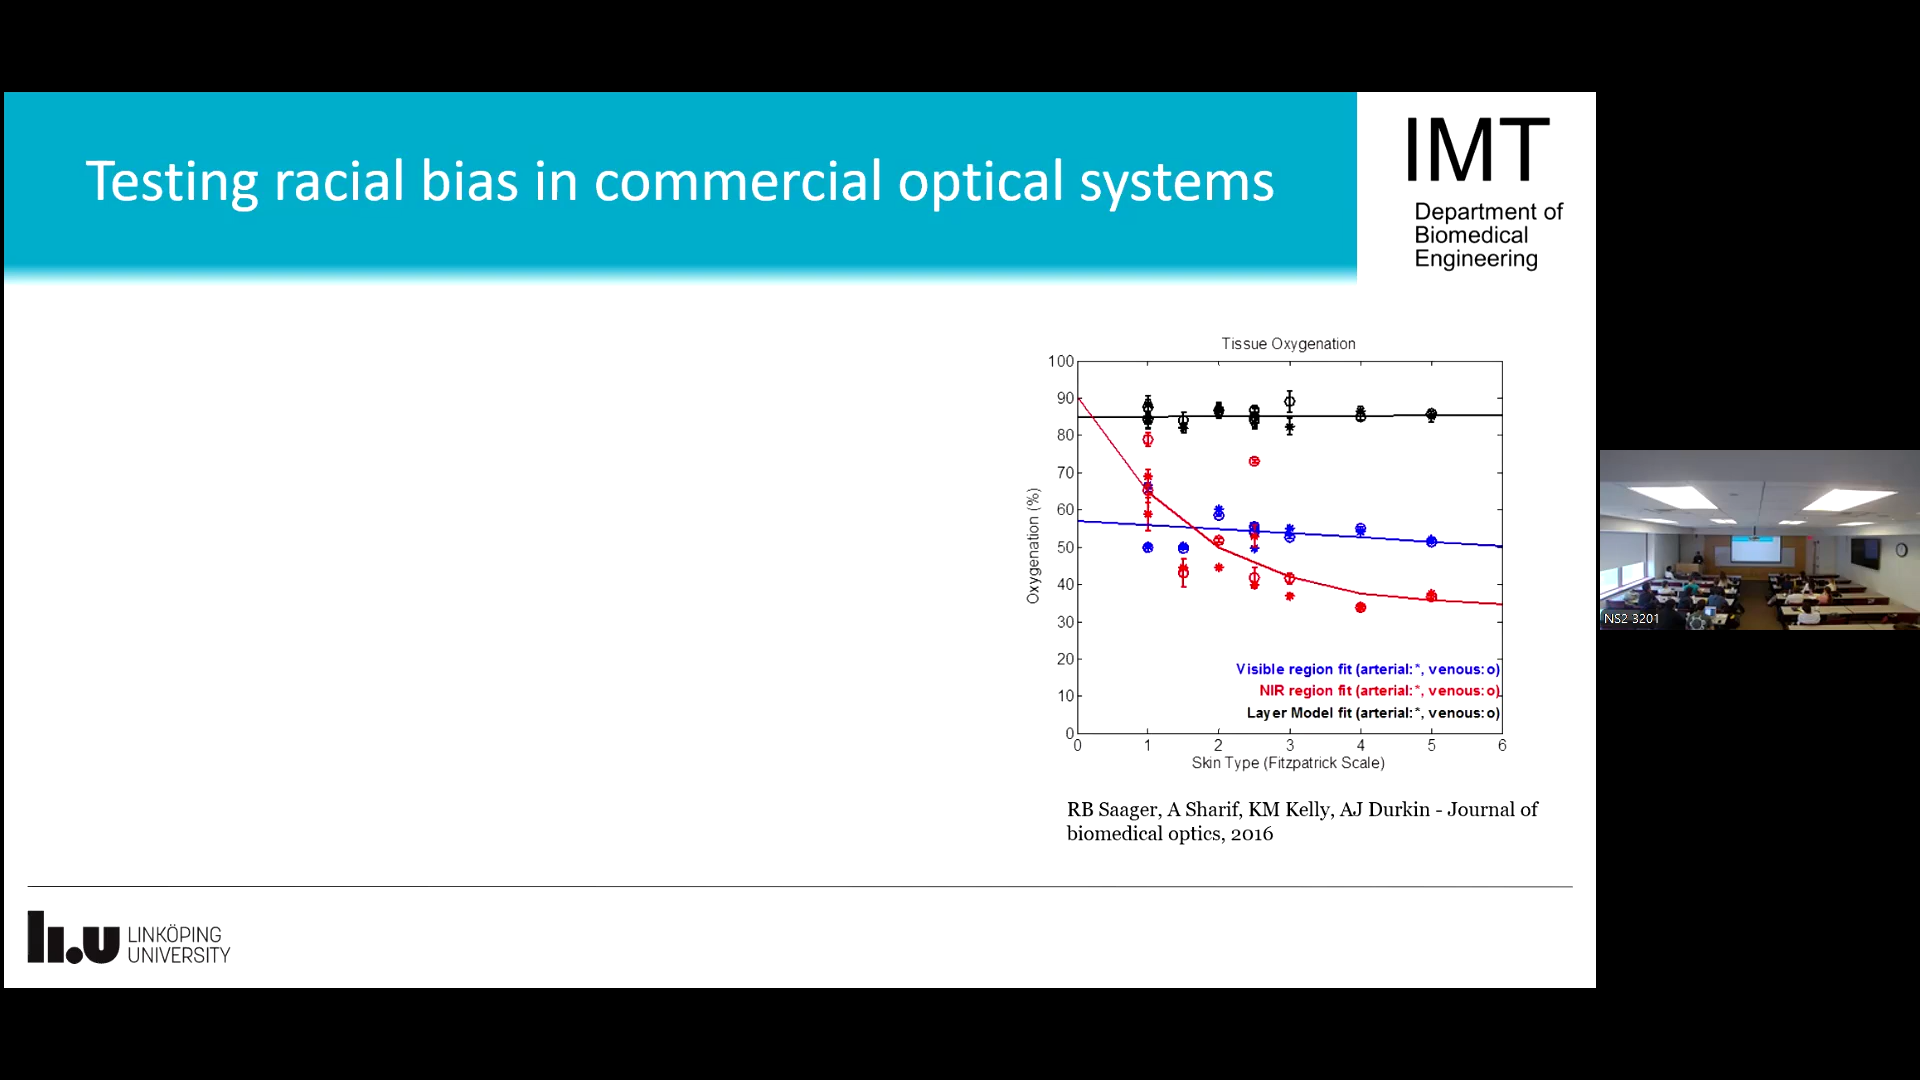 Testing racial bias in commercial optical systems
IMT
Department of
Biomedical
Engineering
Tissue Oxygenation
100
90
80
70
60
50
40
30
20
10
0
Oxygenation (%)
Visible region fit (arterial:*, venous:o)
NIR region fit (arterial:*, venous:o)
Layer Model fit (arterial:*, venous:o)
0 1 2 3 4 5 6
Skin Type (Fitzpatrick Scale)
RB Saager, A Sharif, KM Kelly, AJ Durkin - Journal of
biomedical optics, 2016
li.u LINKÖPING
UNIVERSITY
NS2 3201